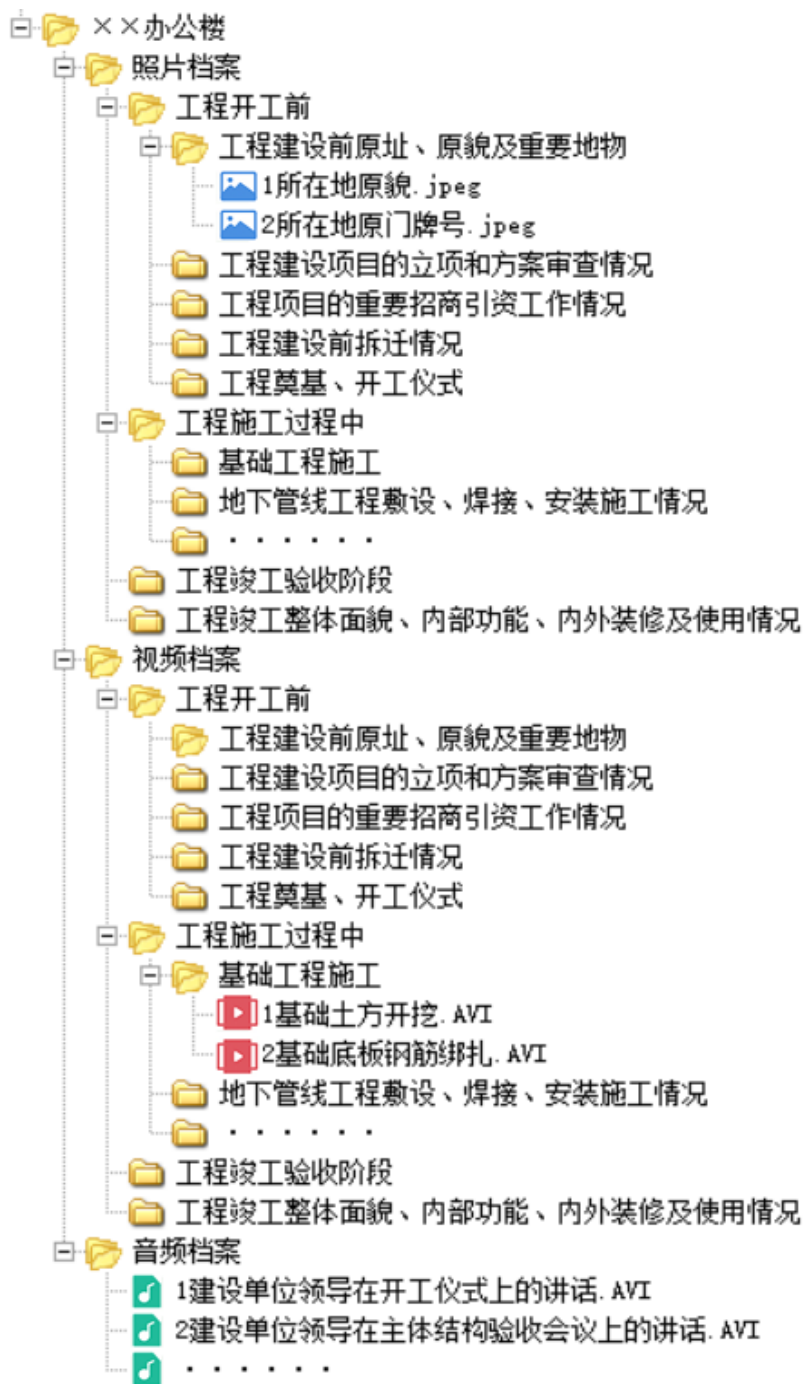 ××办公楼
照片档案
工程开工前
工程建设前原址、原貌及重要地物
1所在地原貌.jpeg
2所在地原门牌号.jpeg
工程建设项目的立项和方案审查情况
工程项目的重要招商引资工作情况
工程建设前拆迁情况
工程奠基、开工仪式
工程施工过程中
基础工程施工
地下管线工程敷设、焊接、安装施工情况
······
工程竣工验收阶段
工程竣工整体面貌、内部功能、内外装修及使用情况
视频档案
工程开工前
工程建设前原址、原貌及重要地物
工程建设项目的立项和方案审查情况
工程项目的重要招商引资工作情况
工程建设前拆迁情况
工程奠基、开工仪式
工程施工过程中
基础工程施工
1基础土方开挖.AVI
2基础底板钢筋绑扎.AVI
地下管线工程敷设、焊接、安装施工情况
······
工程竣工验收阶段
工程竣工整体面貌、内部功能、内外装修及使用情况
音频档案
1建设单位领导在开工仪式上的讲话.AVI
2建设单位领导在主体结构验收会议上的讲话.AVI
······